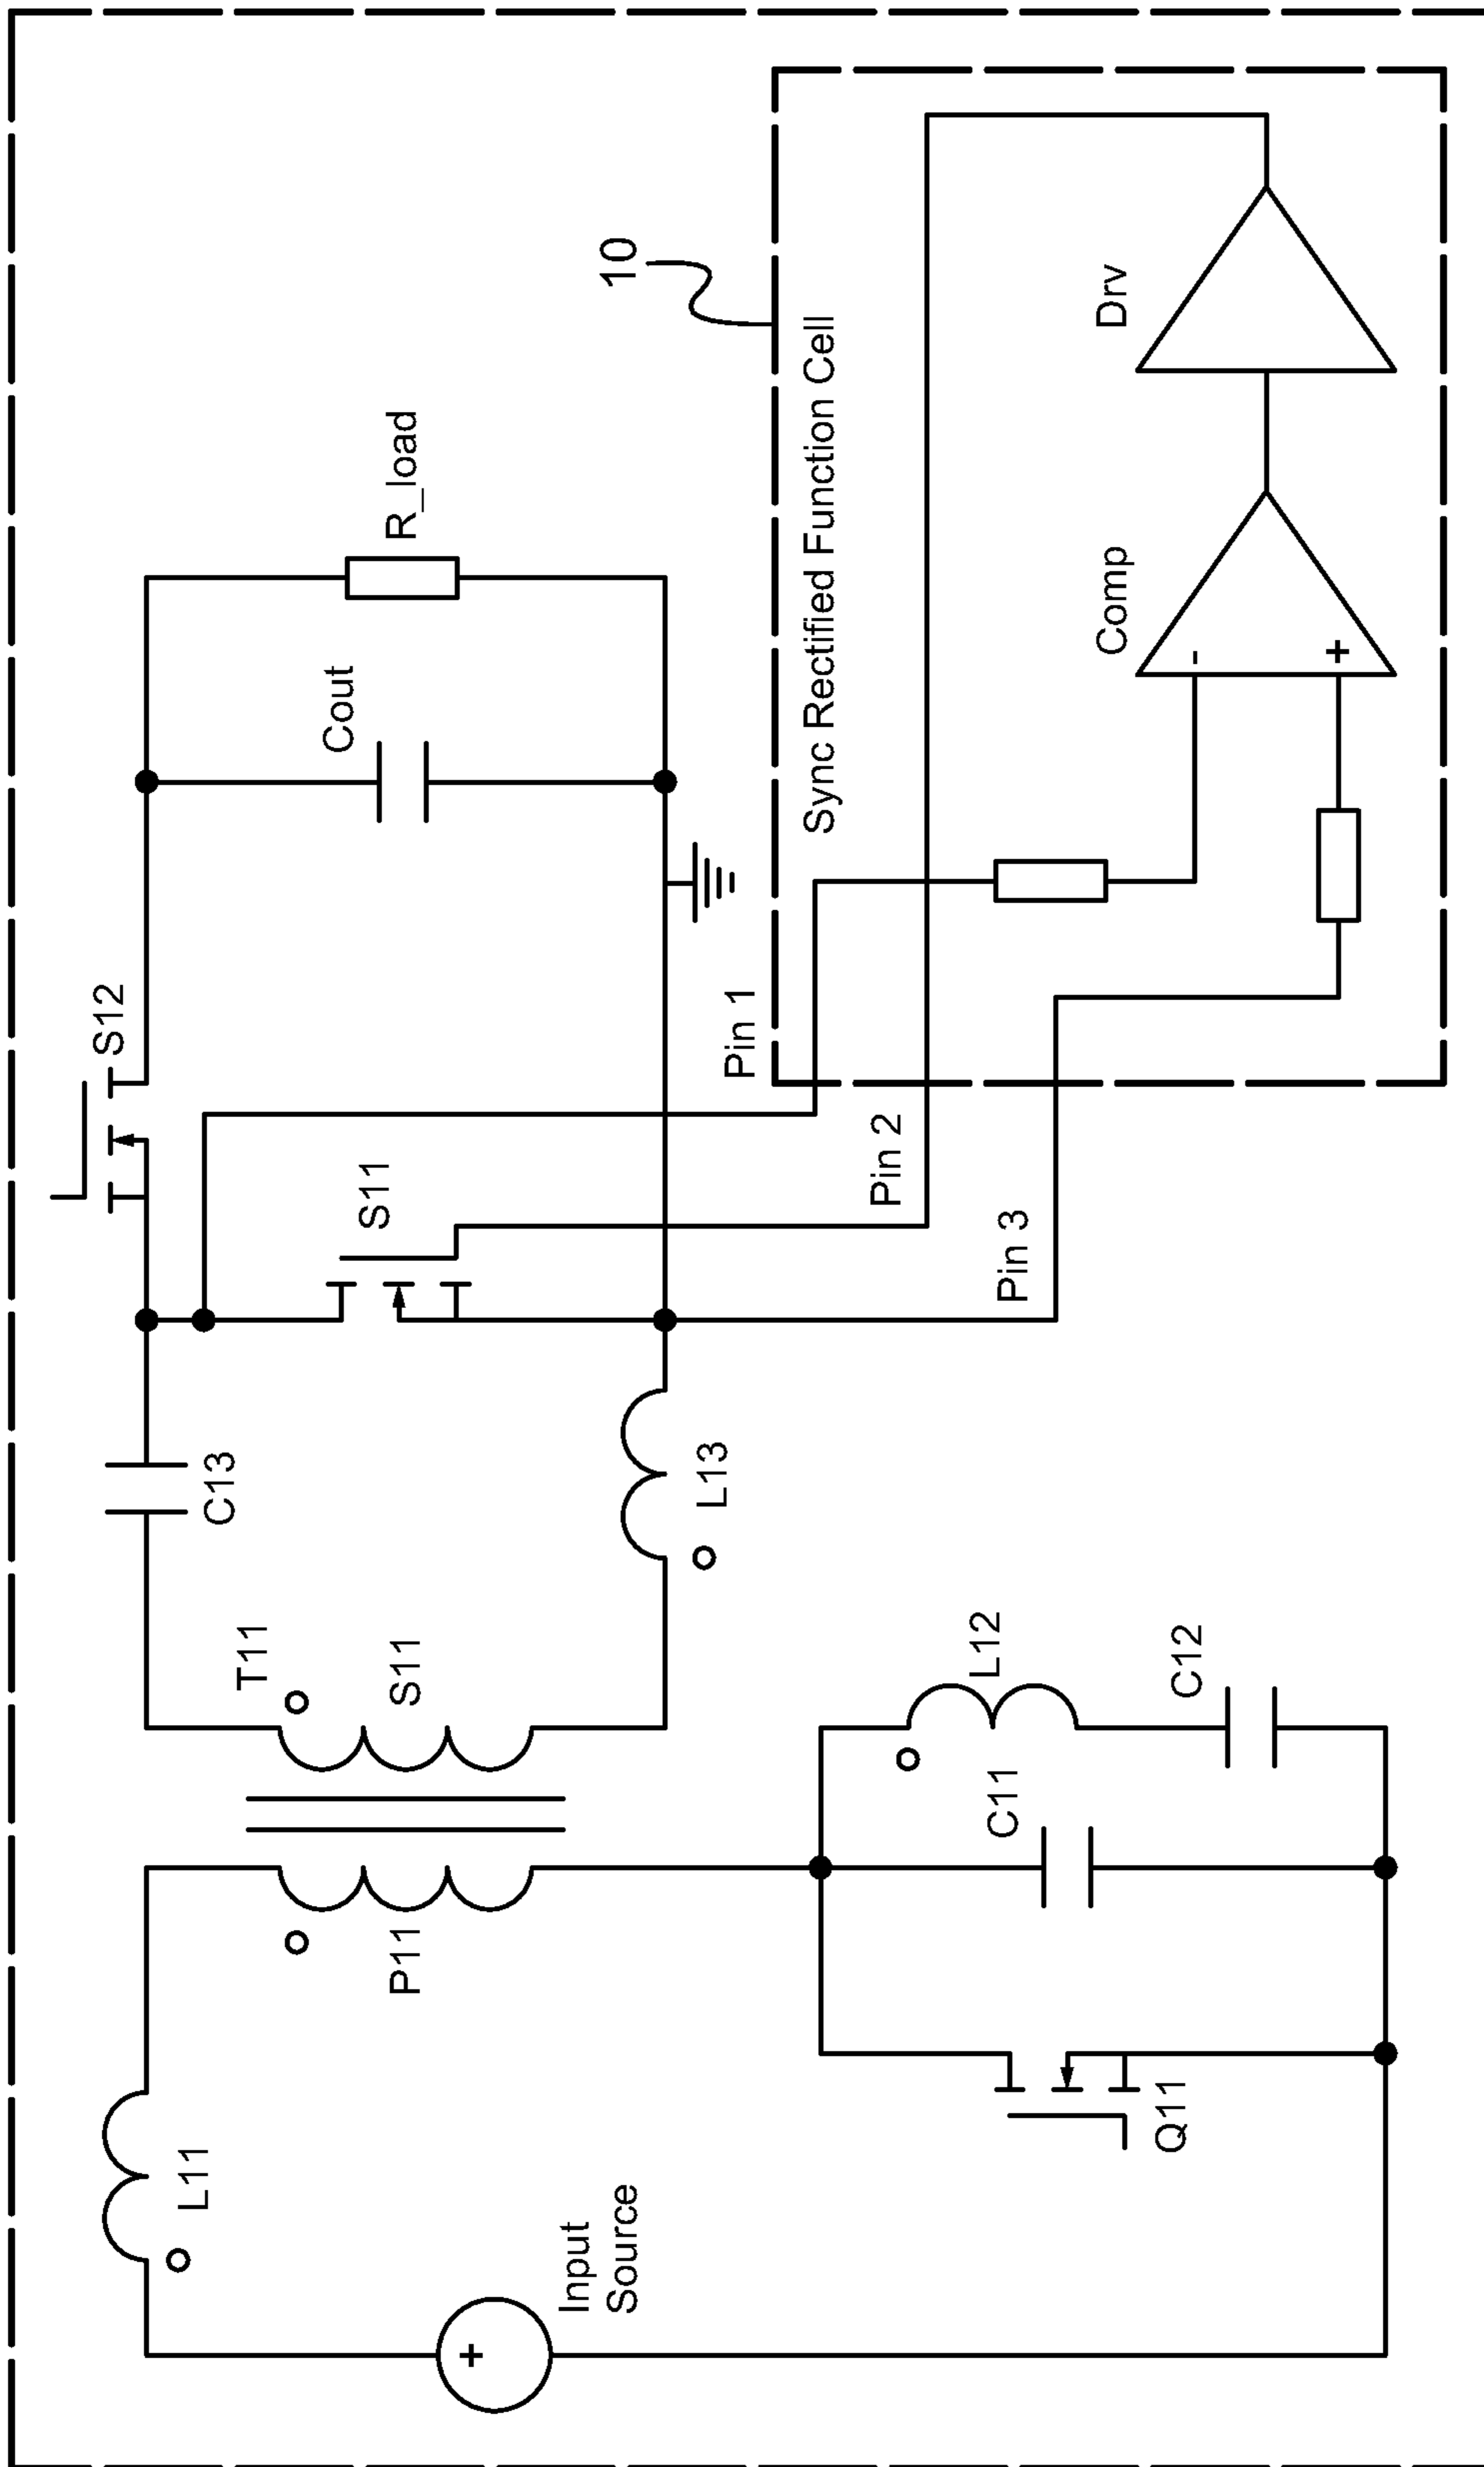 L11
Input
Source
P11
T11
S11
Q11
C11
L12
C12
C13
L13
S12
S11
Pin 1
Pin 2
Pin 3
Cout
R_load
10
Sync Rectified Function Cell
Comp
Drv
+
-
+